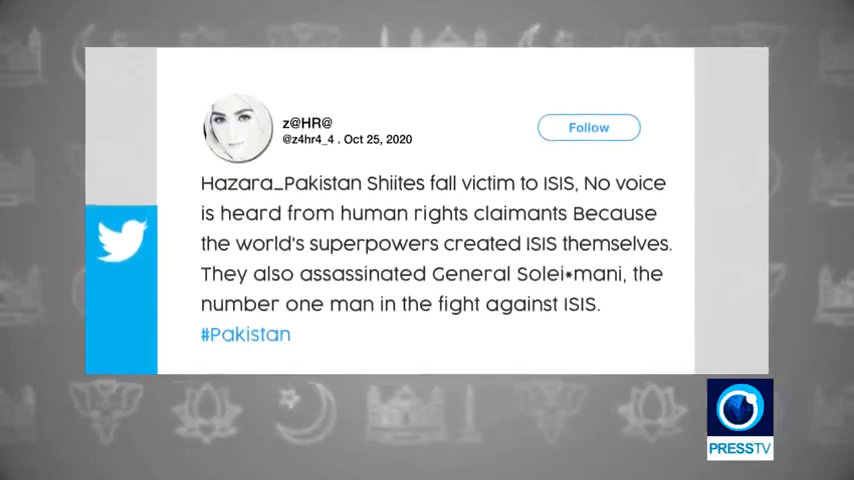 z@HR@
@z4hr4_4 . Oct 25, 2020
Follow
Hazara_Pakistan Shiites fall victim to ISIS, No voice
is heard from human rights claimants Because
the world's superpowers created ISIS themselves.
They also assassinated General Solei*mani, the
number one man in the fight against ISIS.
#Pakistan
PRESSTV